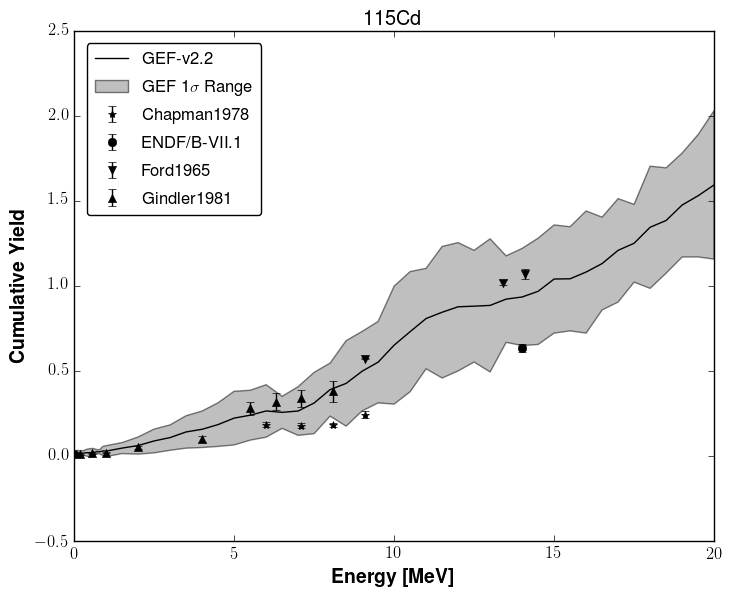 115Cd
2.5
2.0
1.5
1.0
0.5
0.0
−0.5
Cumulative Yield
GEF-v2.2
GEF 1σ Range
Chapman1978
ENDF/B-VII.1
Ford1965
Gindler1981
0 5 10 15 20
Energy [MeV]